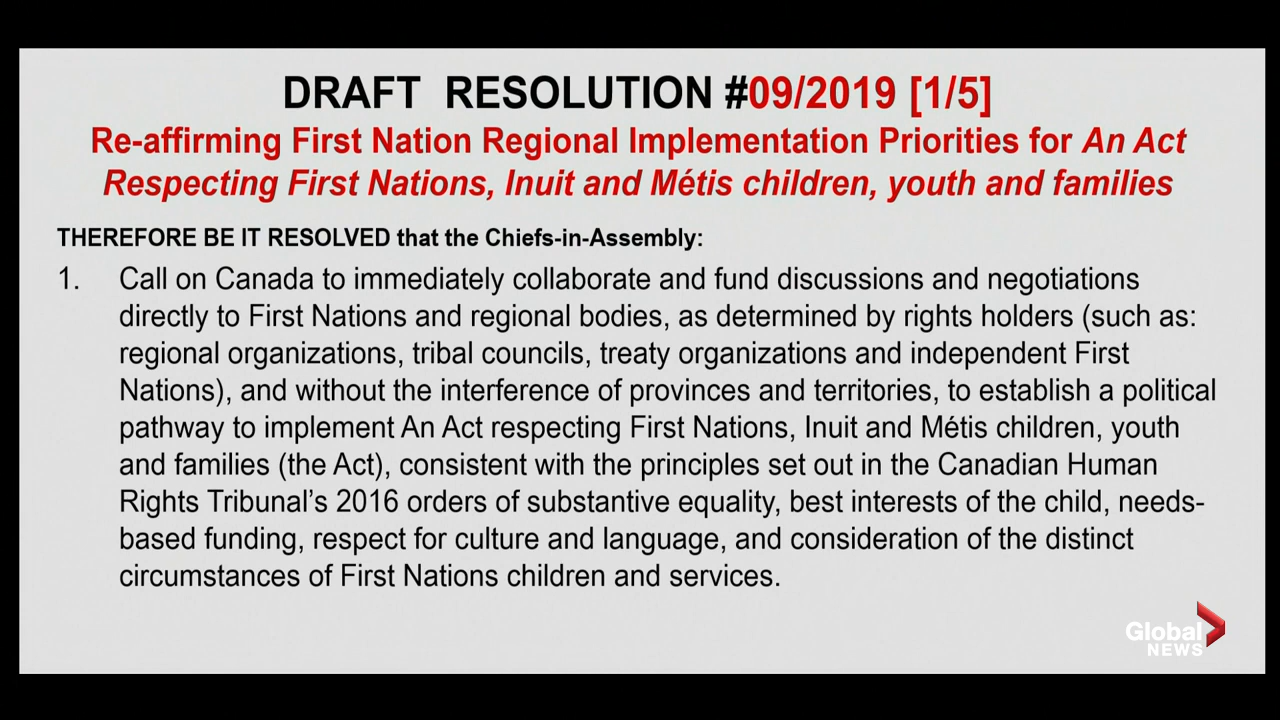 DRAFT RESOLUTION #09/2019 [1/5]
Re-affirming First Nation Regional Implementation Priorities for An Act
Respecting First Nations, Inuit and Métis children, youth and families
THEREFORE BE IT RESOLVED that the Chiefs-in-Assembly:
1. Call on Canada to immediately collaborate and fund discussions and negotiations
directly to First Nations and regional bodies, as determined by rights holders (such as:
regional organizations, tribal councils, treaty organizations and independent First
Nations), and without the interference of provinces and territories, to establish a political
pathway to implement An Act respecting First Nations, Inuit and Métis children, youth
and families (the Act), consistent with the principles set out in the Canadian Human
Rights Tribunal's 2016 orders of substantive equality, best interests of the child, needs-
based funding, respect for culture and language, and consideration of the distinct
circumstances of First Nations children and services.
Global
NEWS